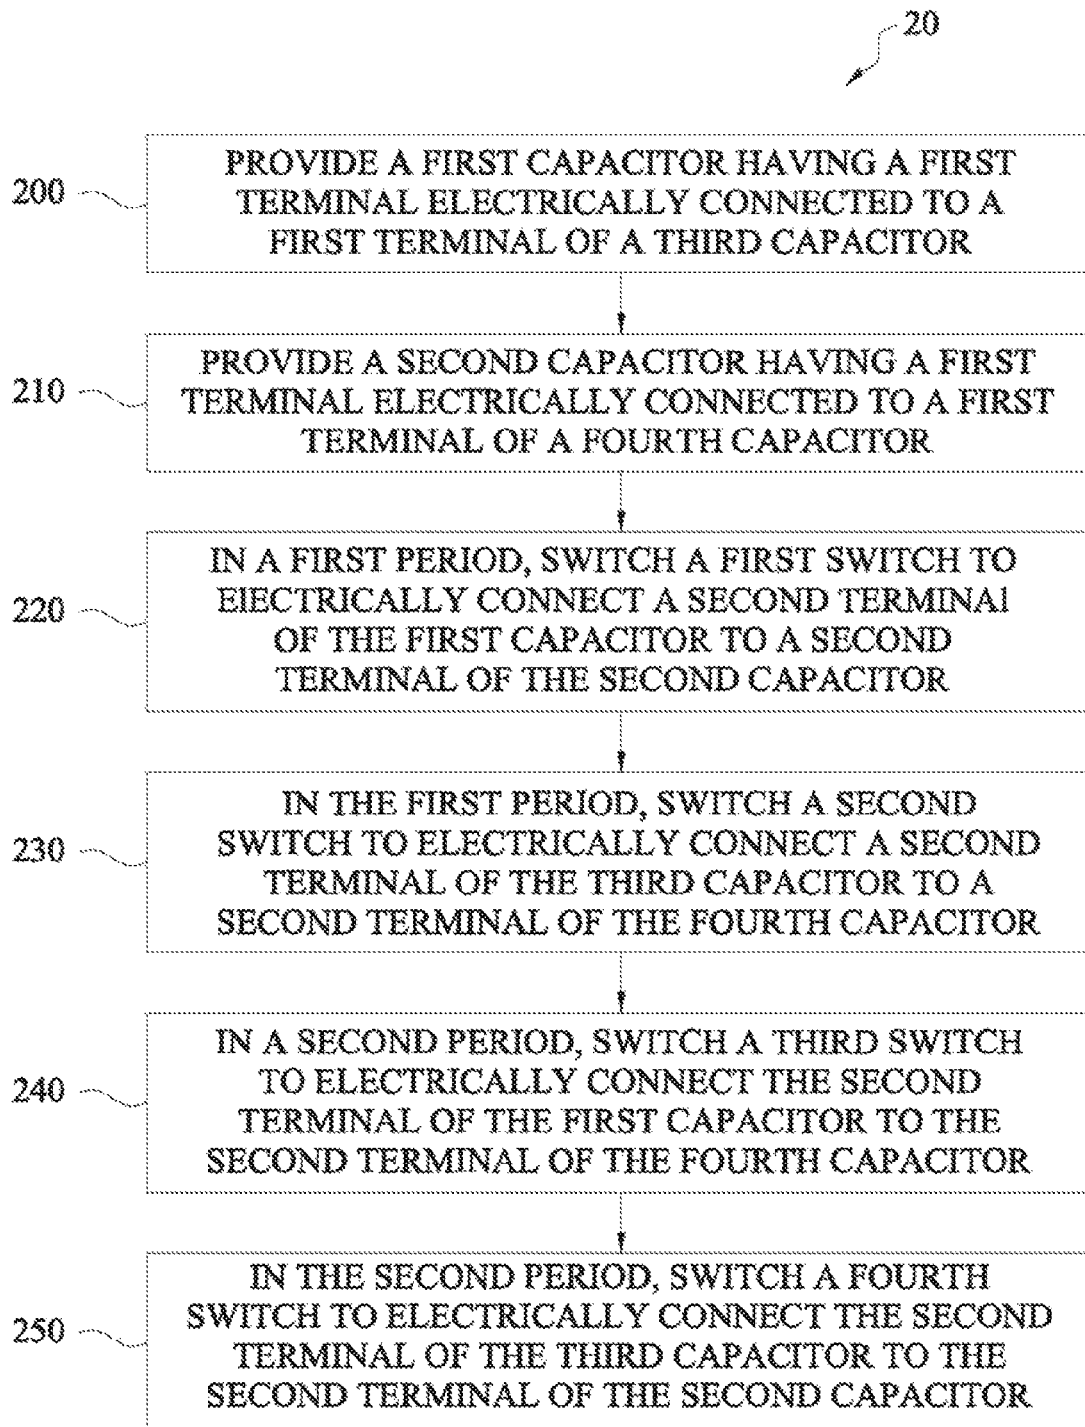 20
200
PROVIDE A FIRST CAPACITOR HAVING A FIRST
TERMINAL ELECTRICALLY CONNECTED TO A
FIRST TERMINAL OF A THIRD CAPACITOR
210
PROVIDE A SECOND CAPACITOR HAVING A FIRST
TERMINAL ELECTRICALLY CONNECTED TO A FIRST
TERMINAL OF A FOURTH CAPACITOR
220
IN A FIRST PERIOD, SWITCH A FIRST SWITCH TO
ElECTRICALLY CONNECT A SECOND TERMINAl
OF THE FIRST CAPACITOR TO A SECOND
TERMINAL OF THE SECOND CAPACITOR
230
IN THE FIRST PERIOD, SWITCH A SECOND
SWITCH TO ELECTRICALLY CONNECT A SECOND
TERMINAL OF THE THIRD CAPACITOR TO A
SECOND TERMINAL OF THE FOURTH CAPACITOR
240
IN A SECOND PERIOD, SWITCH A THIRD SWITCH
TO ELECTRICALLY CONNECT THE SECOND
TERMINAL OF THE FIRST CAPACITOR TO THE
SECOND TERMINAL OF THE FOURTH CAPACITOR
250
IN THE SECOND PERIOD, SWITCH A FOURTH
SWITCH TO ELECTRICALLY CONNECT THE SECOND
TERMINAL OF THE THIRD CAPACITOR TO THE
SECOND TERMINAL OF THE SECOND CAPACITOR